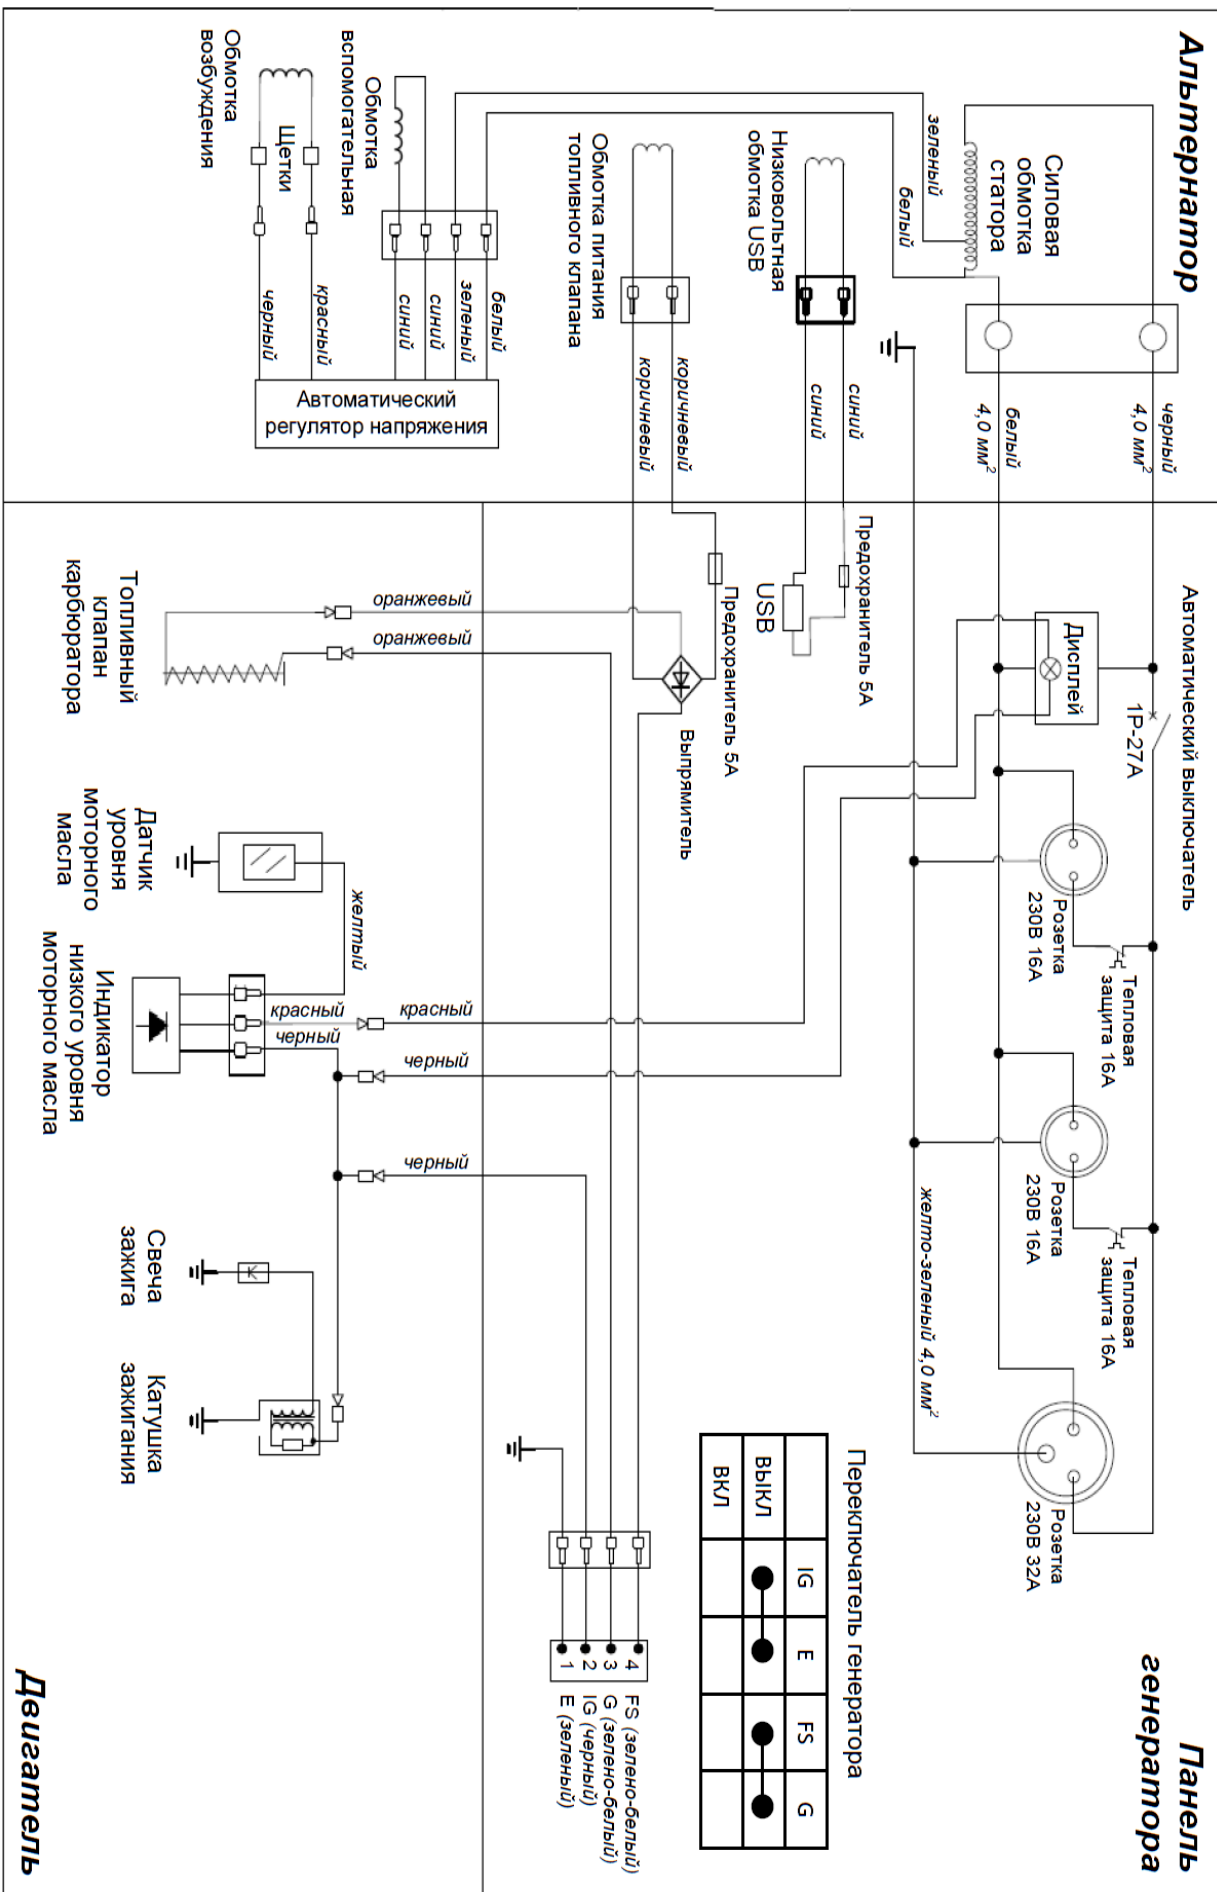 Альтернатор
Силовая
обмотка
статора
зеленый
белый
Низковольтная
обмотка USB
Обмотка питания
топливного клапана
Обмотка
вспомогательная
Обмотка
возбуждения
Щетки
черный
4,0 мм²
белый
4,0 мм²
синий
синий
коричневый
коричневый
белый
зеленый
синий
синий
красный
черный
Автоматический
регулятор напряжения
Панель
генератора
Автоматический выключатель
1P-27A
Дисплей
Предохранитель 5А
USB
Предохранитель 5А
Выпрямитель
Розетка
230В 16А
Тепловая
защита 16А
Розетка
230В 16А
Тепловая
защита 16А
Розетка
230В 32А
желто-зеленый 4,0 мм²
Переключатель генератора
IG
E
FS
G
ВЫКЛ
ВКЛ
4 FS (зелено-белый)
3 G (зелено-белый)
2 IG (черный)
1 E (зеленый)
Двигатель
оранжевый
оранжевый
Топливный
клапан
карбюратора
Датчик
уровня
моторного
масла
желтый
красный
красный
черный
черный
черный
Индикатор
низкого уровня
моторного масла
Свеча
зажига
Катушка
зажигания